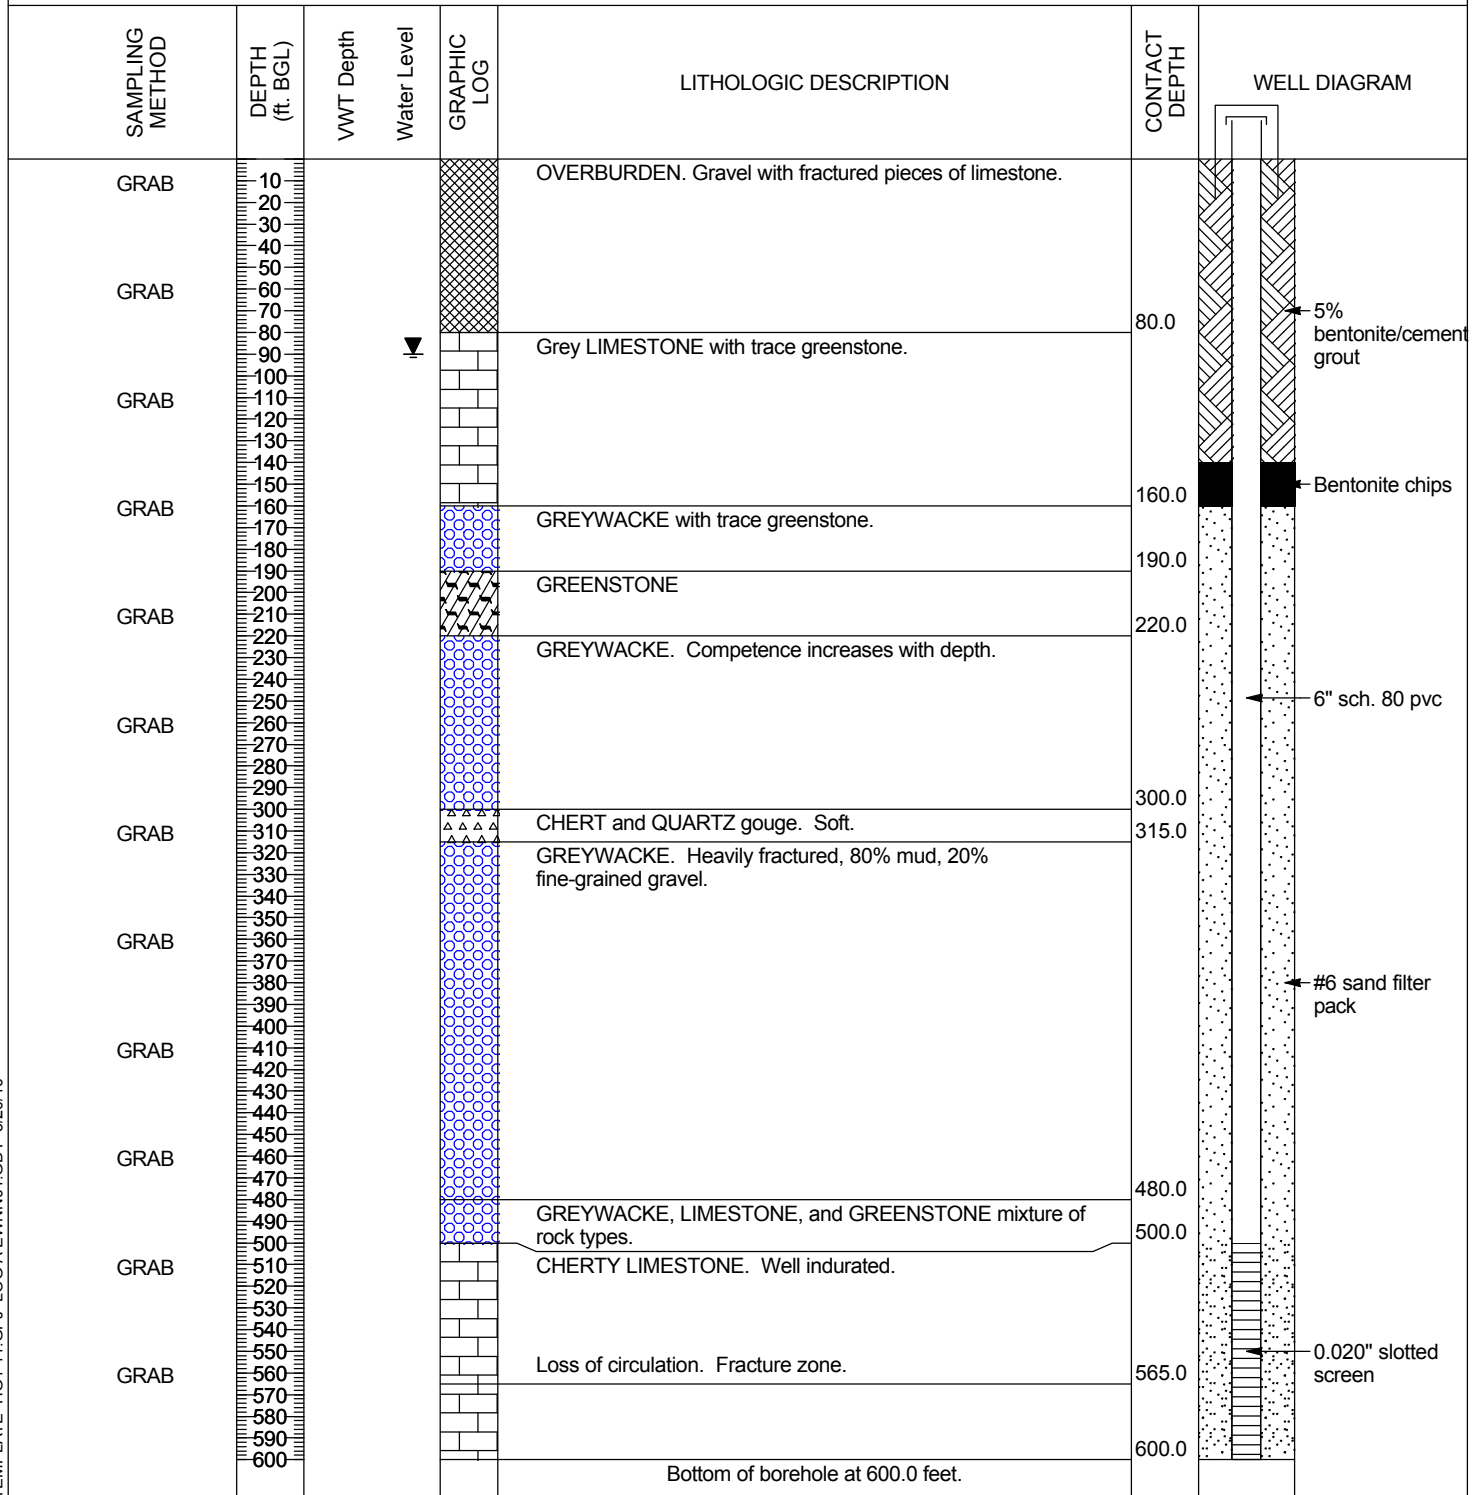 SAMPLING
METHOD
DEPTH
(ft. BGL)
VWT Depth
Water Level
GRAPHIC
LOG
LITHOLOGIC DESCRIPTION
CONTACT
DEPTH
WELL DIAGRAM
GRAB
10
OVERBURDEN. Gravel with fractured pieces of limestone.
20
30
40
50
GRAB
60
70
5%
bentonite/cement
grout
80
80.0
Grey LIMESTONE with trace greenstone.
90
100
GRAB
110
120
130
140
150
Bentonite chips
160
160.0
GRAB
GREYWACKE with trace greenstone.
170
180
190
190.0
GREENSTONE
200
GRAB
210
220
220.0
GREYWACKE.  Competence increases with depth.
230
240
250
6" sch. 80 pvc
GRAB
260
270
280
290
300
300.0
CHERT and QUARTZ gouge.  Soft.
GRAB
310
315.0
320
GREYWACKE.  Heavily fractured, 80% mud, 20%
fine-grained gravel.
330
340
350
GRAB
360
370
380
#6 sand filter
pack
390
400
GRAB
410
420
430
440
450
GRAB
460
470
480
480.0
GREYWACKE, LIMESTONE, and GREENSTONE mixture of
rock types.
490
500
500.0
CHERTY LIMESTONE.  Well indurated.
GRAB
510
520
530
540
550
0.020" slotted
screen
Loss of circulation.  Fracture zone.
GRAB
560
565.0
570
580
590
600
600.0
Bottom of borehole at 600.0 feet.